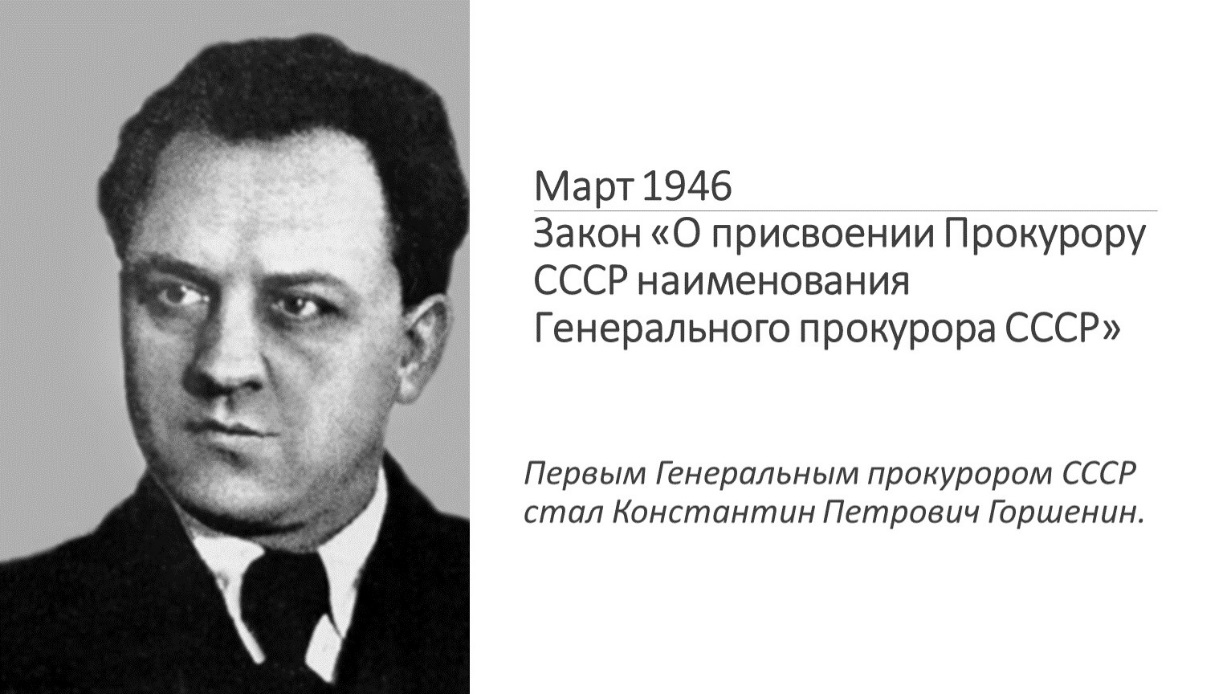 Март 1946
Закон «О присвоении Прокурору
СССР наименования
Генерального прокурора СССР»
Первым Генеральным прокурором СССР
стал Константин Петрович Горшенин.